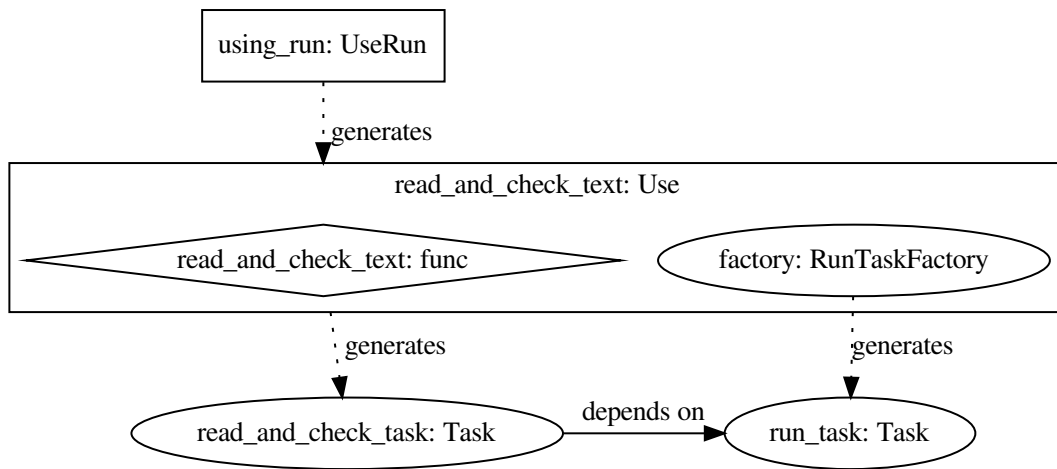 using_run: UseRun
generates
read_and_check_text: Use
read_and_check_text: func
factory: RunTaskFactory
generates
generates
read_and_check_task: Task
depends on
run_task: Task